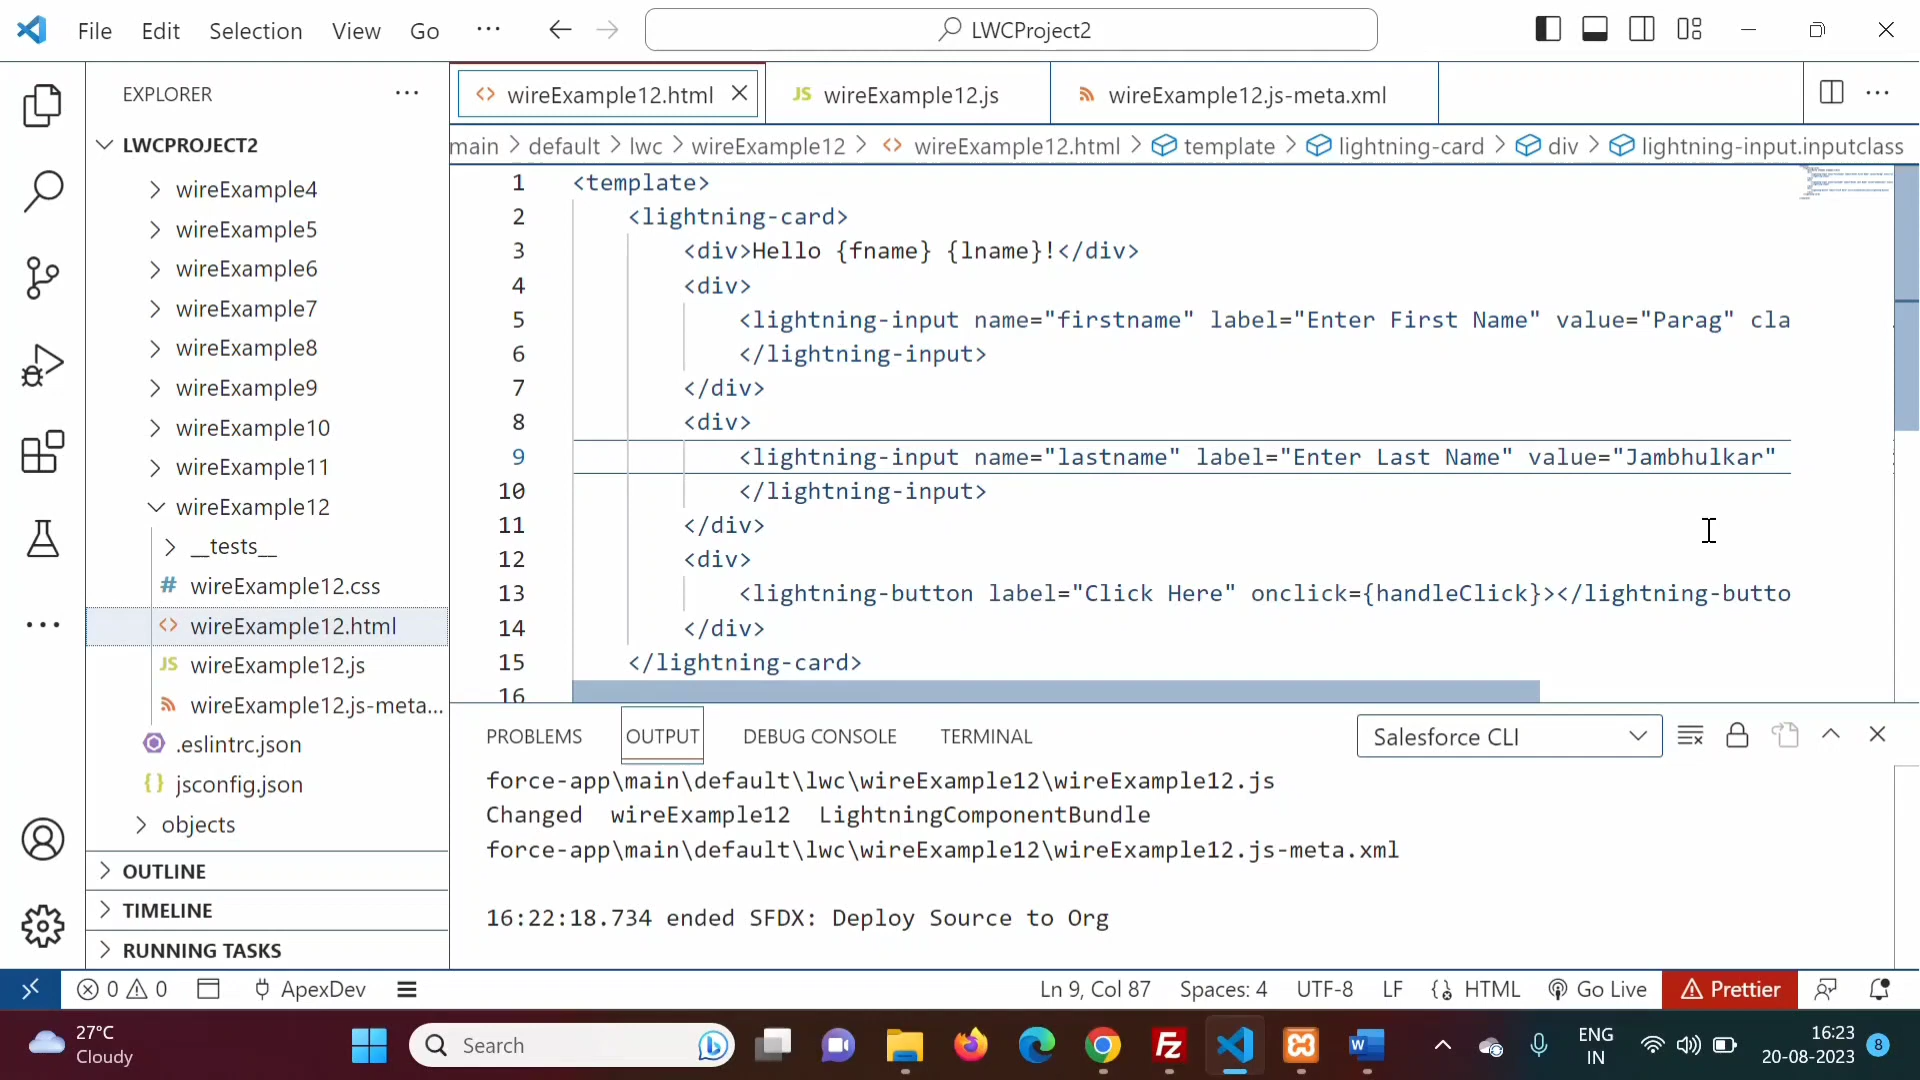 File Edit Selection View Go ··· LWCProject2
EXPLORER ···
wireExample12.html JS wireExample12.js wireExample12.js-meta.xml ···
main > default > lwc > wireExample12 > wireExample12.html > template > lightning-card > div > lightning-input.inputclass
LWCPROJECT2
wireExample4
wireExample5
wireExample6
wireExample7
wireExample8
wireExample9
wireExample10
wireExample11
wireExample12
__tests__
# wireExample12.css
<> wireExample12.html
JS wireExample12.js
wireExample12.js-meta...
.eslintrc.json
{} jsconfig.json
objects
OUTLINE
TIMELINE
RUNNING TASKS
1 <template>
2 <lightning-card>
3 <div>Hello {fname} {lname}!</div>
4 <div>
5 <lightning-input name="firstname" label="Enter First Name" value="Parag" cla
6 </lightning-input>
7 </div>
8 <div>
9 <lightning-input name="lastname" label="Enter Last Name" value="Jambhulkar"
10 </lightning-input>
11 </div>
12 <div>
13 <lightning-button label="Click Here" onclick={handleClick}></lightning-butto
14 </div>
15 </lightning-card>
16
PROBLEMS OUTPUT DEBUG CONSOLE TERMINAL Salesforce CLI
force-app\main\default\lwc\wireExample12\wireExample12.js
Changed wireExample12 LightningComponentBundle
force-app\main\default\lwc\wireExample12\wireExample12.js-meta.xml
16:22:18.734 ended SFDX: Deploy Source to Org
0 0 ApexDev Ln 9, Col 87 Spaces: 4 UTF-8 LF HTML Go Live Prettier
27°C
Cloudy
Search
ENG
IN
16:23
20-08-2023
8